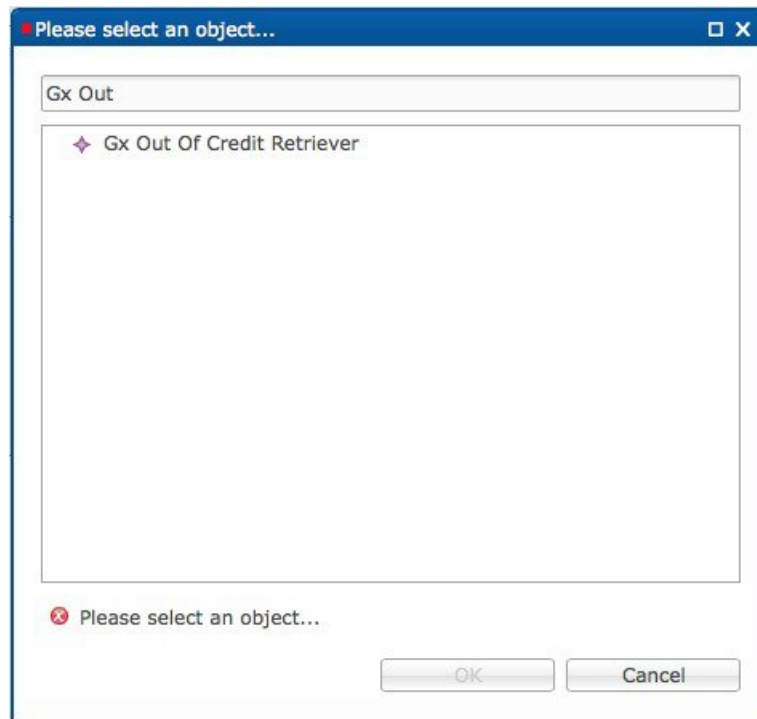 Please select an object...
Gx Out
Gx Out Of Credit Retriever
Please select an object...
OK Cancel